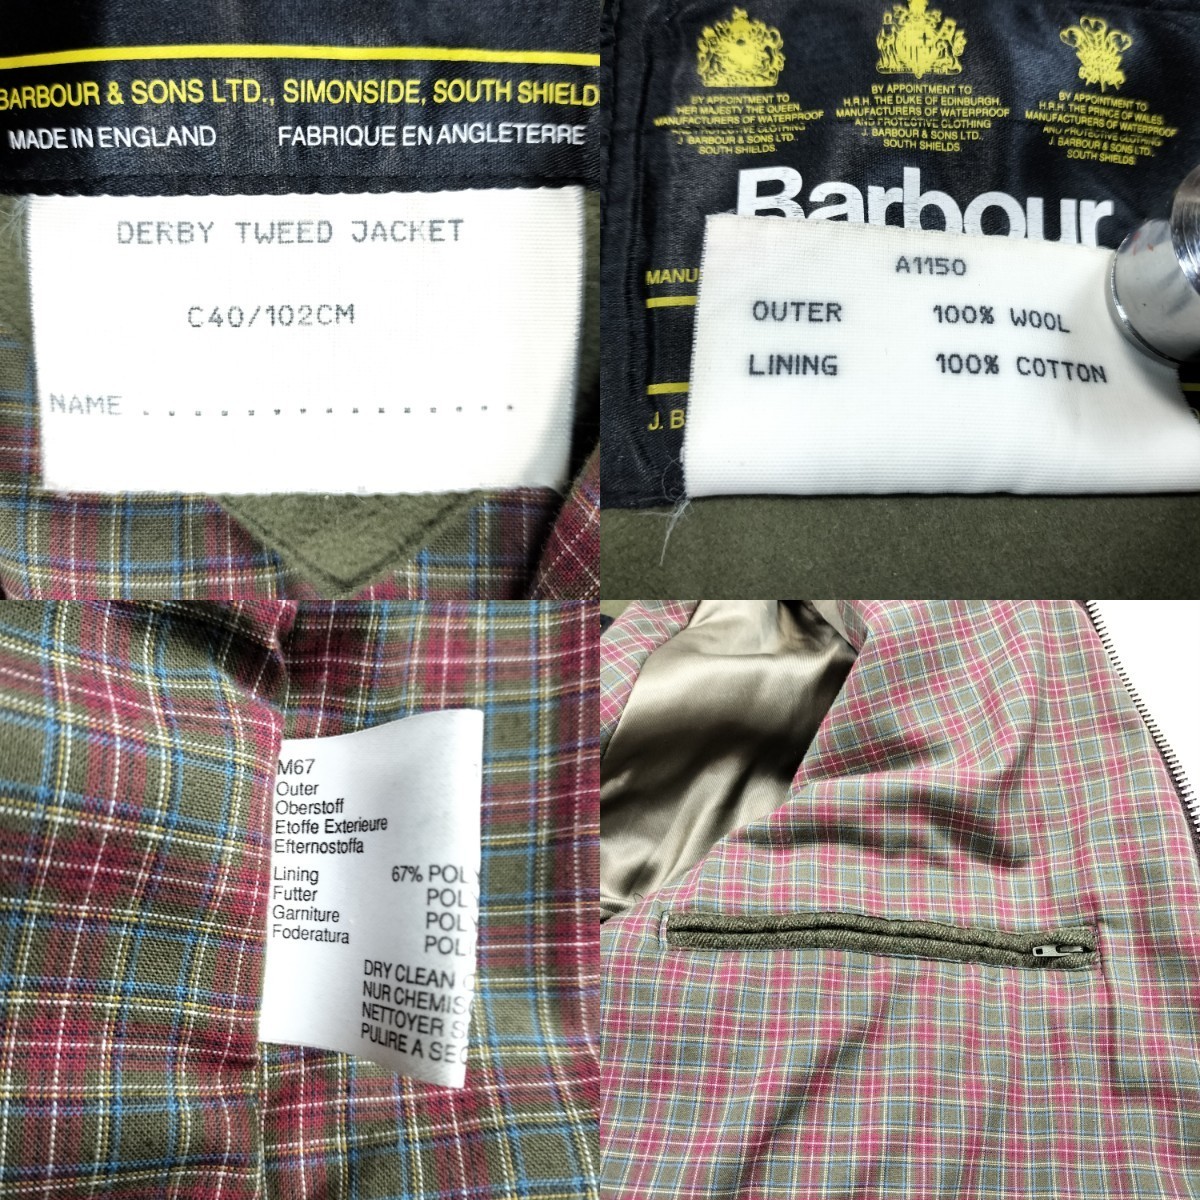 BARBOUR & SONS LTD., SIMONSIDE, SOUTH SHIELD
MADE IN ENGLAND FABRIQUE EN ANGLETERRE
DERBY TWEED JACKET
C40/102CM
NAME ...............
BY APPOINTMENT TO
HER MAJESTY THE QUEEN,
MANUFACTURERS OF WATERPROOF
AND PROTECTIVE CLOTHING
J. BARBOUR & SONS LTD.
SOUTH SHIELDS.
BY APPOINTMENT TO
H.R.H. THE DUKE OF EDINBURGH,
MANUFACTURERS OF WATERPROOF
AND PROTECTIVE CLOTHING
J. BARBOUR & SONS LTD.
SOUTH SHIELDS.
BY APPOINTMENT TO
H.R.H. THE PRINCE OF WALES,
MANUFACTURERS OF WATERPROOF
AND PROTECTIVE CLOTHING
J. BARBOUR & SONS LTD.
SOUTH SHIELDS.
Barbour
MANU
A1150
OUTER 100% WOOL
LINING 100% COTTON
J. B
M67
Outer
Oberstoff
Etoffe Exterieure
Efternostoffa
Lining 67% POLY
Futter POL
Garniture POL
Foderatura POL
DRY CLEAN
NUR CHEMIS
NETTOYER S
PULIRE A SEC